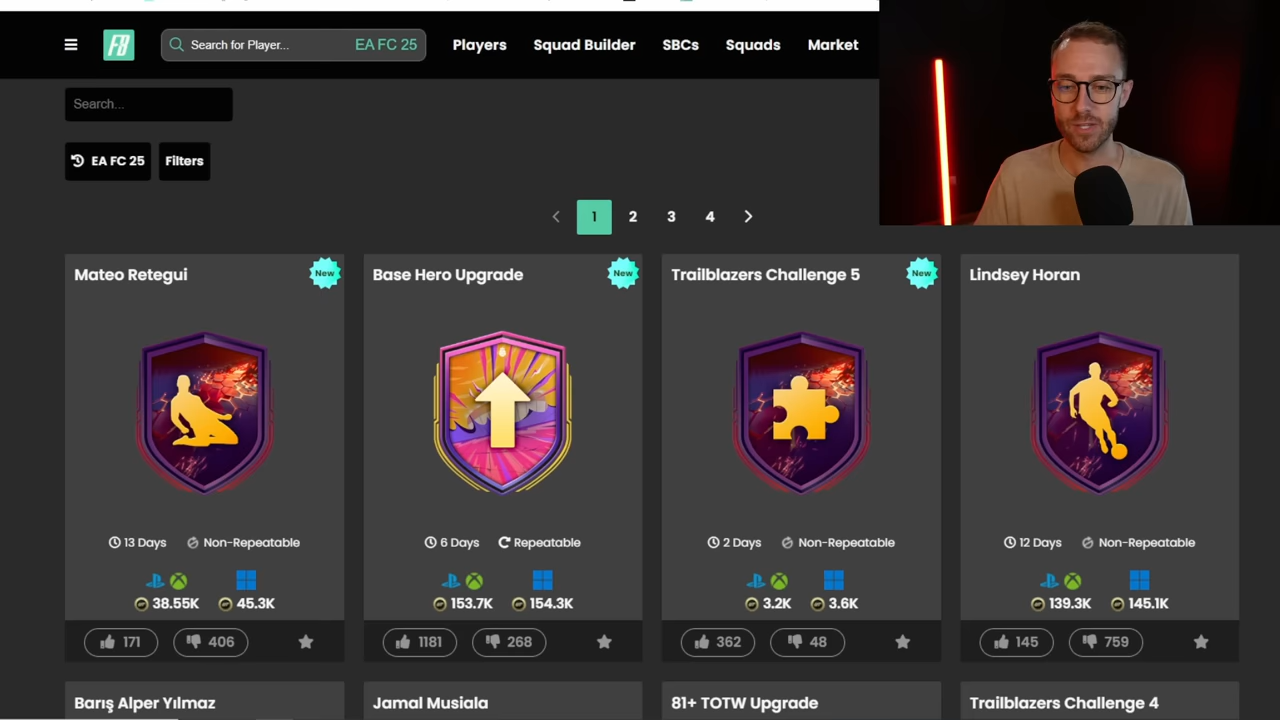 FB
Search for Player... EA FC 25
Players
Squad Builder
SBCs
Squads
Market
Search...
EA FC 25
Filters
1 2 3 4
Mateo Retegui
New
Base Hero Upgrade
New
Trailblazers Challenge 5
New
Lindsey Horan
13 Days Non-Repeatable
6 Days Repeatable
2 Days Non-Repeatable
12 Days Non-Repeatable
38.55K 45.3K
153.7K 154.3K
3.2K 3.6K
139.3K 145.1K
171 406
1181 268
362 48
145 759
Barış Alper Yılmaz
Jamal Musiala
81+ TOTW Upgrade
Trailblazers Challenge 4